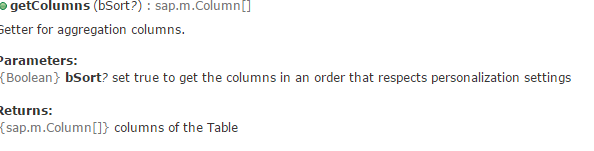 getColumns (bSort?) : sap.m.Column[]
Getter for aggregation columns.
Parameters:
{Boolean} bSort? set true to get the columns in an order that respects personalization settings
Returns:
{sap.m.Column[]} columns of the Table